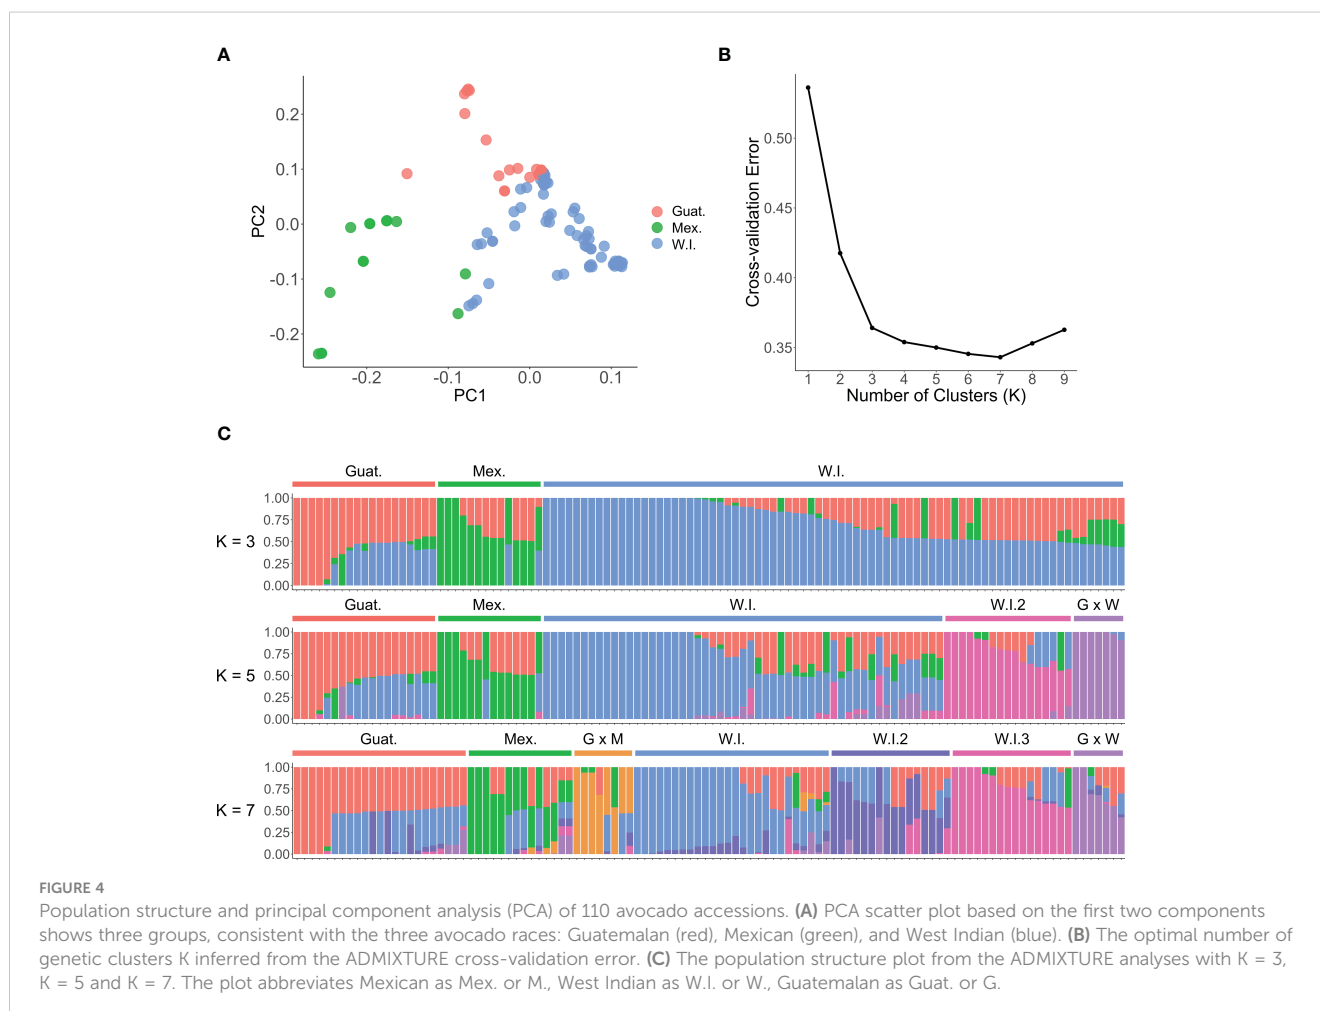 A
B
PC2
0.2
0.1
0.0
-0.1
-0.2
-0.2
-0.1
0.0
0.1
PC1
Guat.
Mex.
W.I.
Cross-validation Error
0.50
0.45
0.40
0.35
1 2 3 4 5 6 7 8 9
Number of Clusters (K)
C
Guat. Mex. W.I.
K = 3
1.00
0.75
0.50
0.25
0.00
Guat. Mex. W.I. W.I.2 G x W
K = 5
1.00
0.75
0.50
0.25
0.00
Guat. Mex. G x M W.I. W.I.2 W.I.3 G x W
K = 7
1.00
0.75
0.50
0.25
0.00
FIGURE 4
Population structure and principal component analysis (PCA) of 110 avocado accessions. (A) PCA scatter plot based on the first two components
shows three groups, consistent with the three avocado races: Guatemalan (red), Mexican (green), and West Indian (blue). (B) The optimal number of
genetic clusters K inferred from the ADMIXTURE cross-validation error. (C) The population structure plot from the ADMIXTURE analyses with K = 3,
K = 5 and K = 7. The plot abbreviates Mexican as Mex. or M., West Indian as W.I. or W., Guatemalan as Guat. or G.